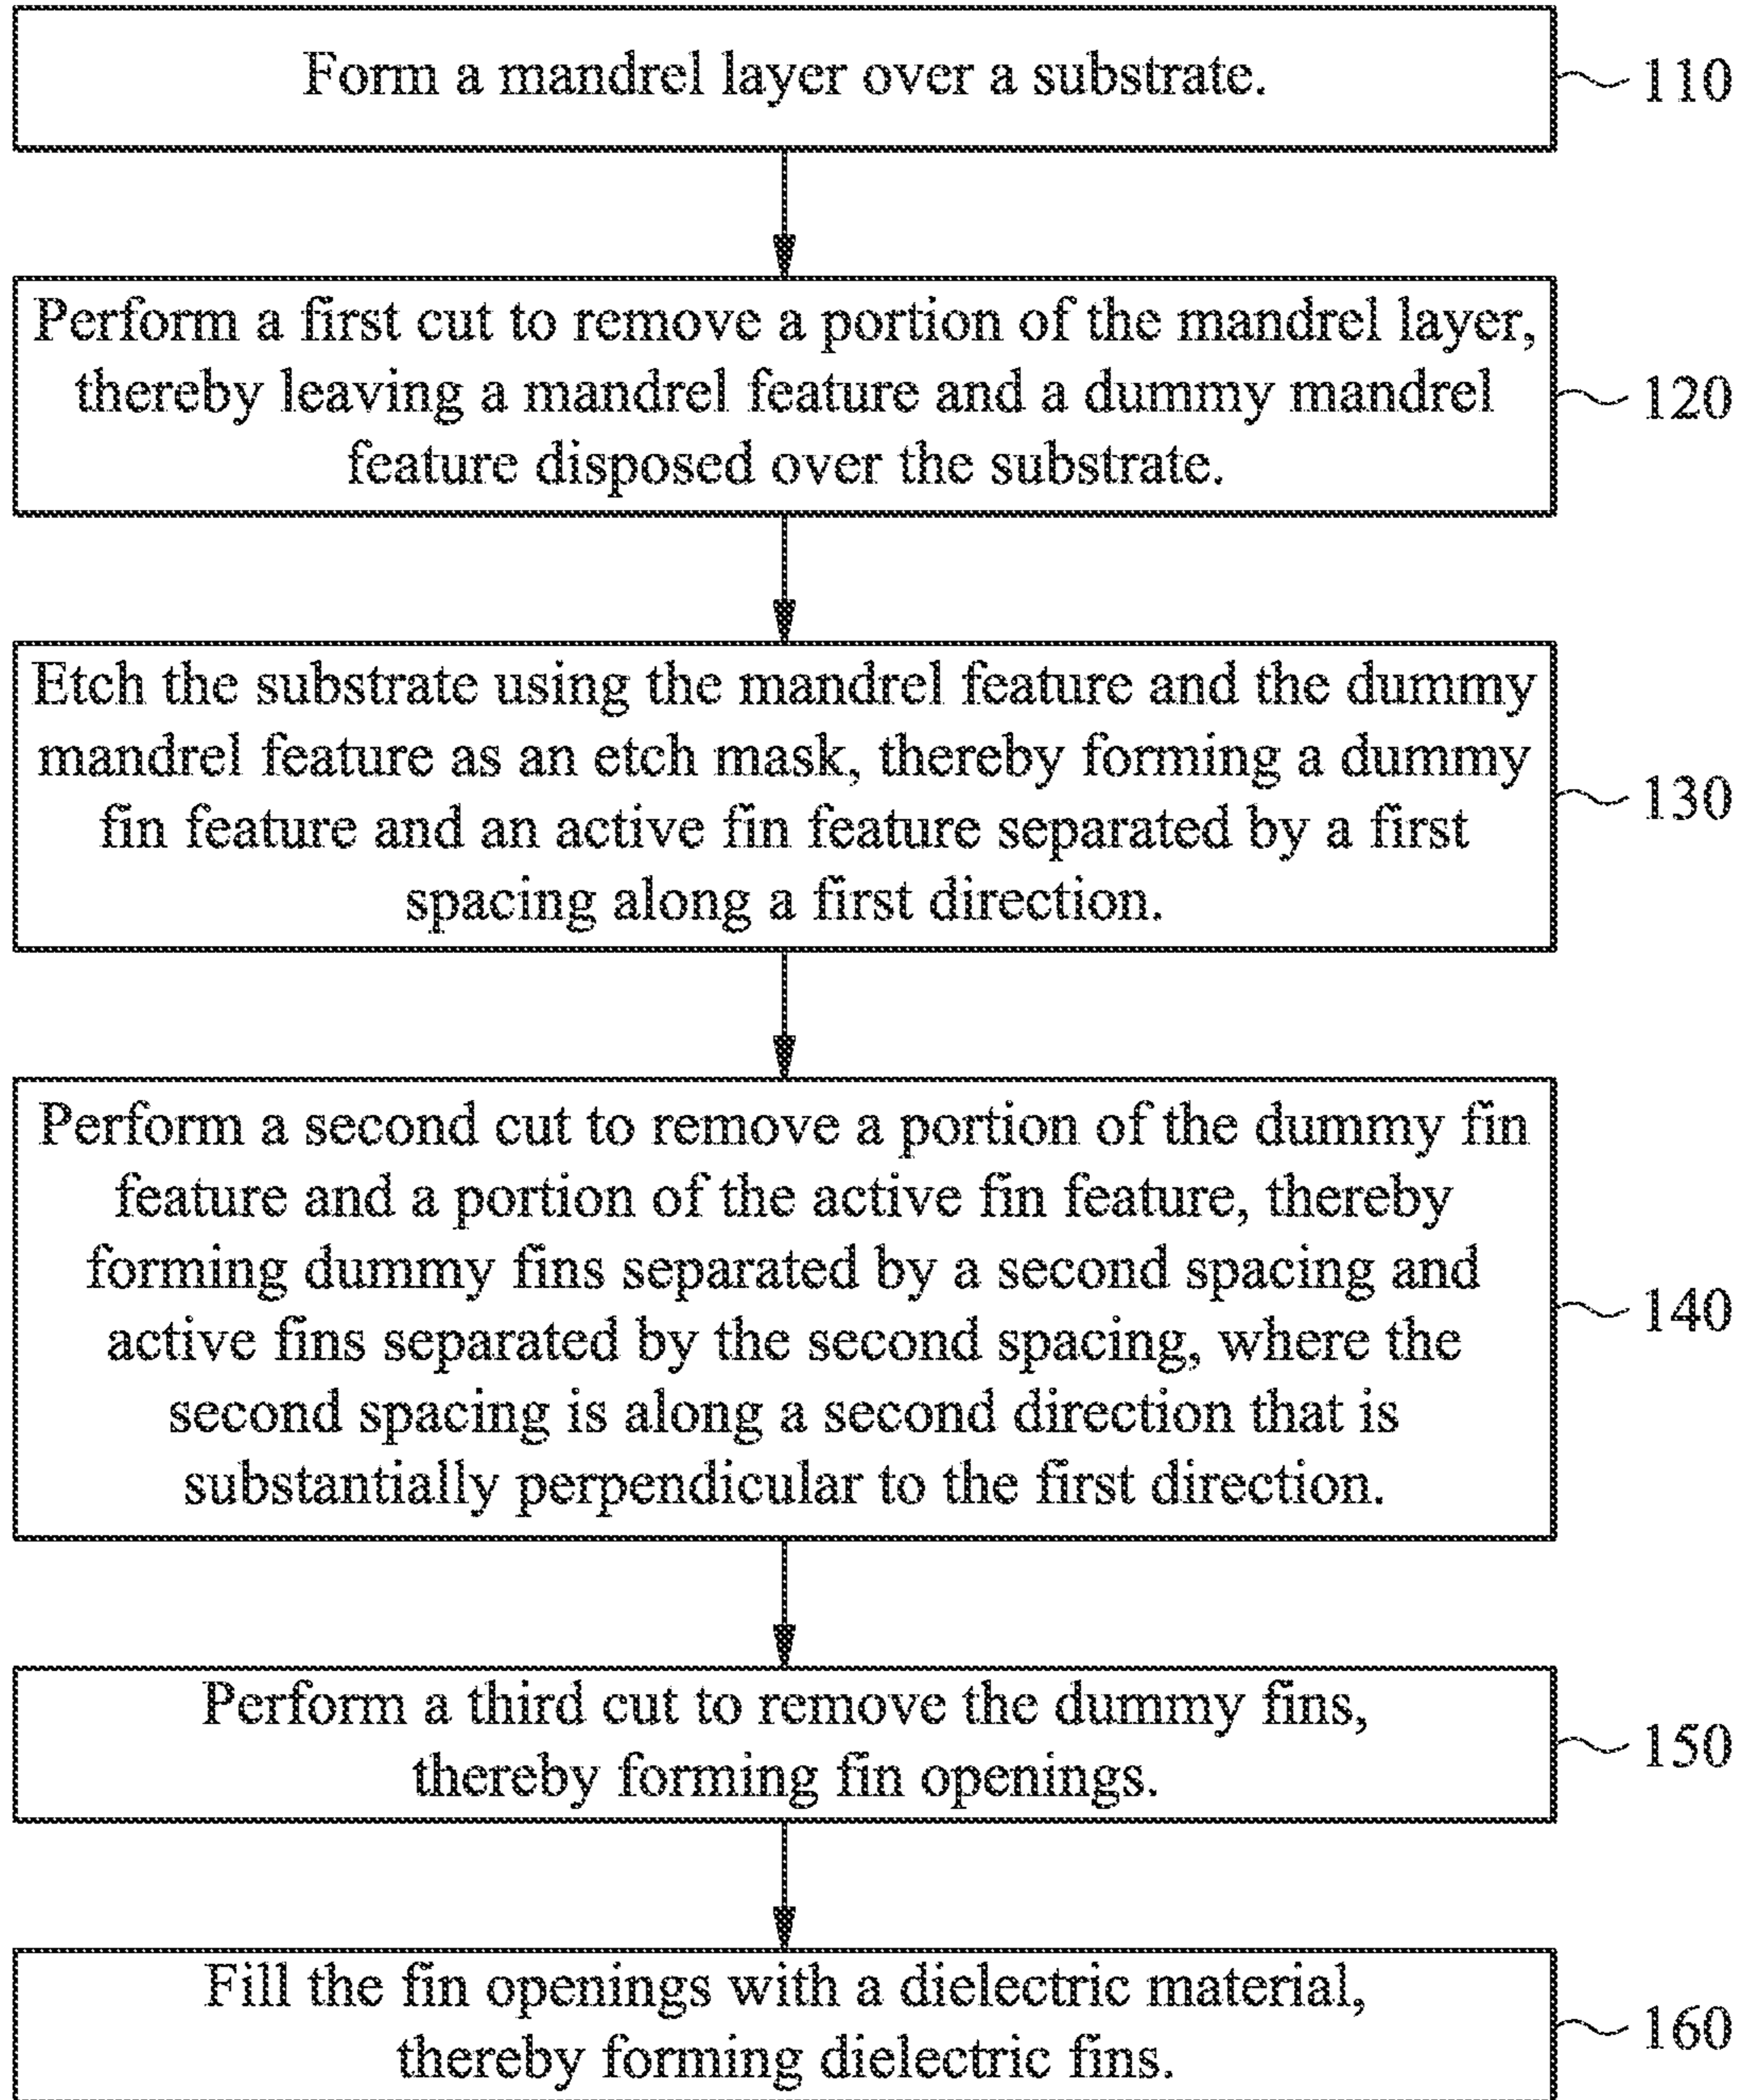 Form a mandrel layer over a substrate.
110
Perform a first cut to remove a portion of the mandrel layer,
thereby leaving a mandrel feature and a dummy mandrel
feature disposed over the substrate.
120
Etch the substrate using the mandrel feature and the dummy
mandrel feature as an etch mask, thereby forming a dummy
fin feature and an active fin feature separated by a first
spacing along a first direction.
130
Perform a second cut to remove a portion of the dummy fin
feature and a portion of the active fin feature, thereby
forming dummy fins separated by a second spacing and
active fins separated by the second spacing, where the
second spacing is along a second direction that is
substantially perpendicular to the first direction.
140
Perform a third cut to remove the dummy fins,
thereby forming fin openings.
150
Fill the fin openings with a dielectric material,
thereby forming dielectric fins.
160